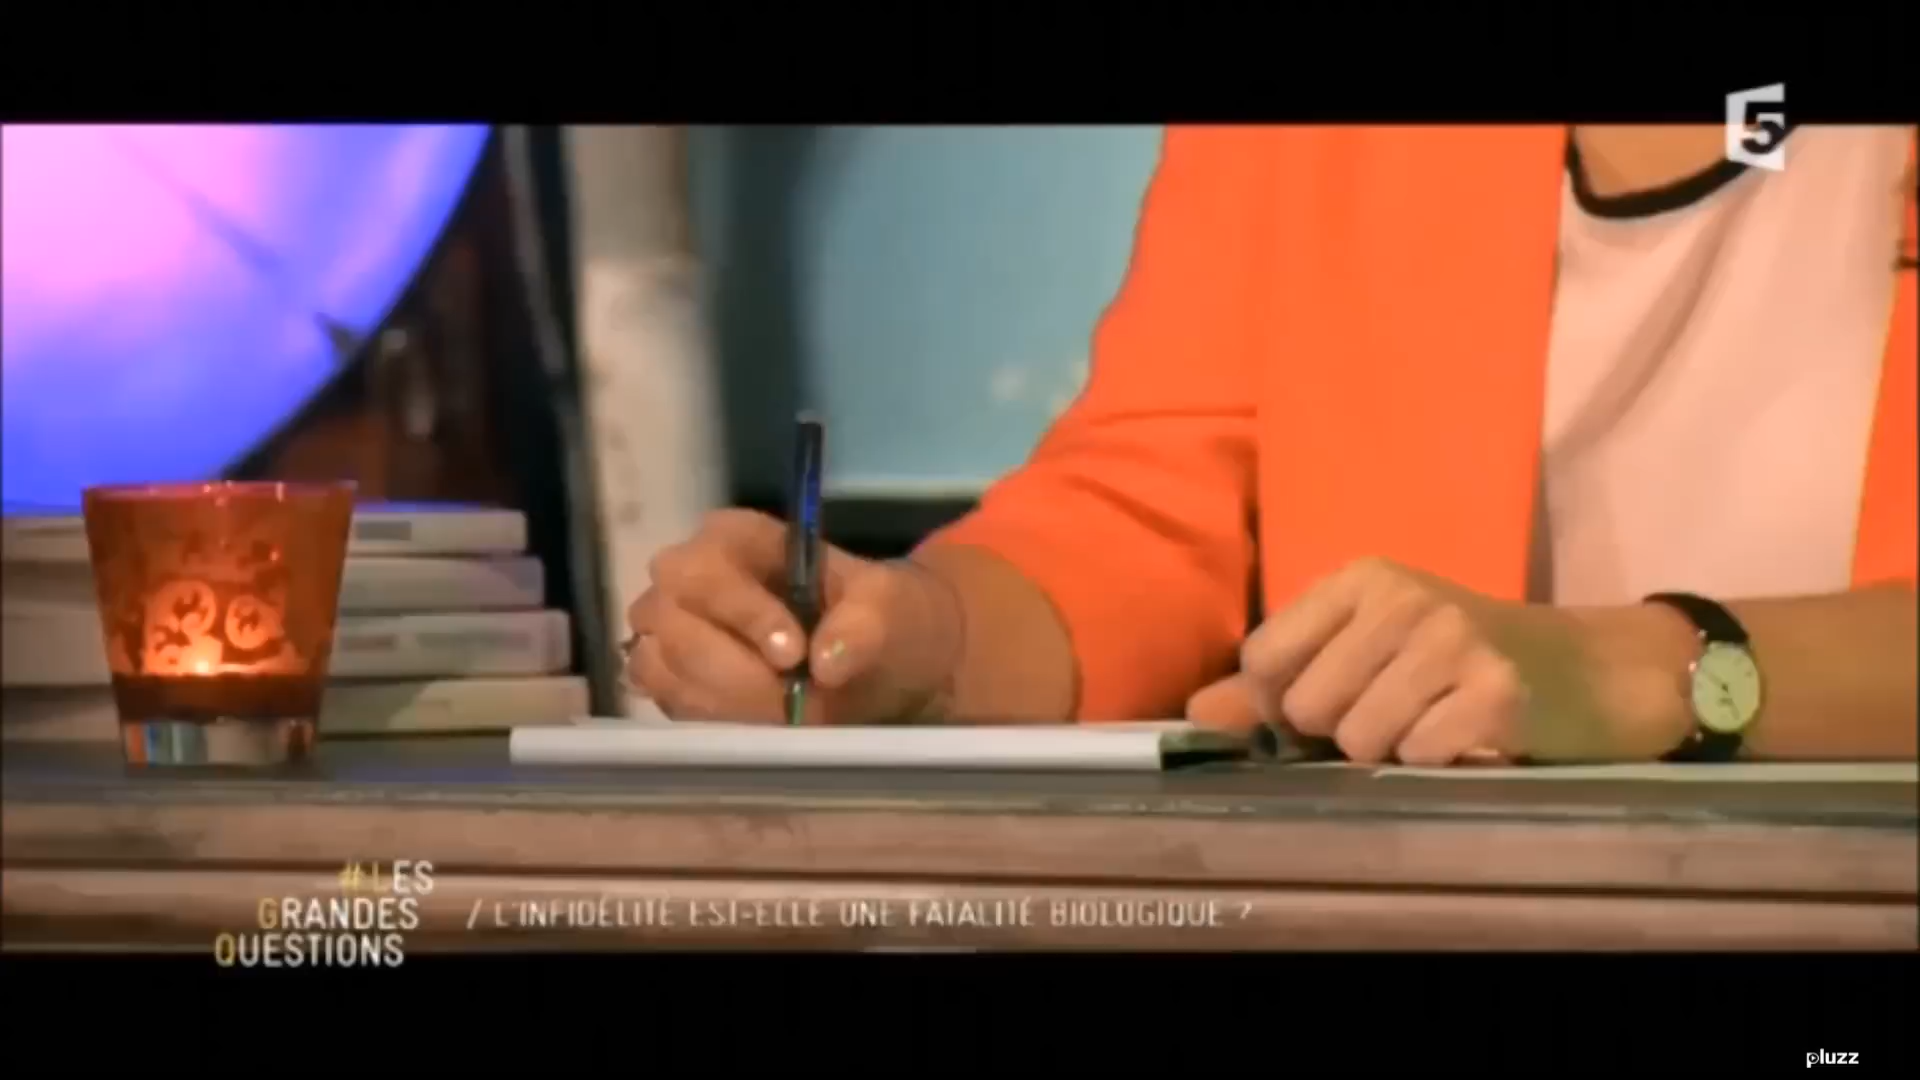 5
#LES
GRANDES
QUESTIONS
/ L'INFIDÉLITÉ EST-ELLE UNE FATALITÉ BIOLOGIQUE ?
pluzz